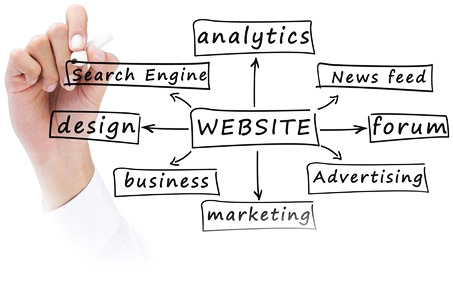 analytics
Search Engine
News feed
design
WEBSITE
forum
business
Advertising
marketing